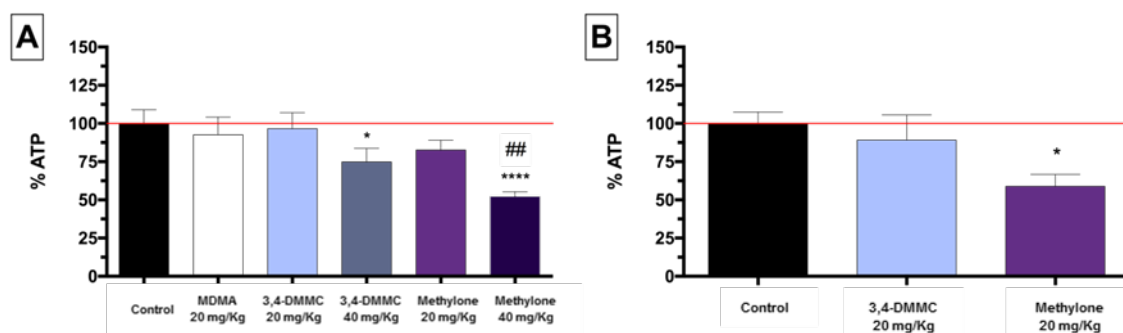 A
150
125
100
75
50
25
0
% ATP
*
##
****
Control
MDMA
20 mg/Kg
3,4-DMMC
20 mg/Kg
3,4-DMMC
40 mg/Kg
Methylone
20 mg/Kg
Methylone
40 mg/Kg
B
150
125
100
75
50
25
0
% ATP
*
Control
3,4-DMMC
20 mg/Kg
Methylone
20 mg/Kg